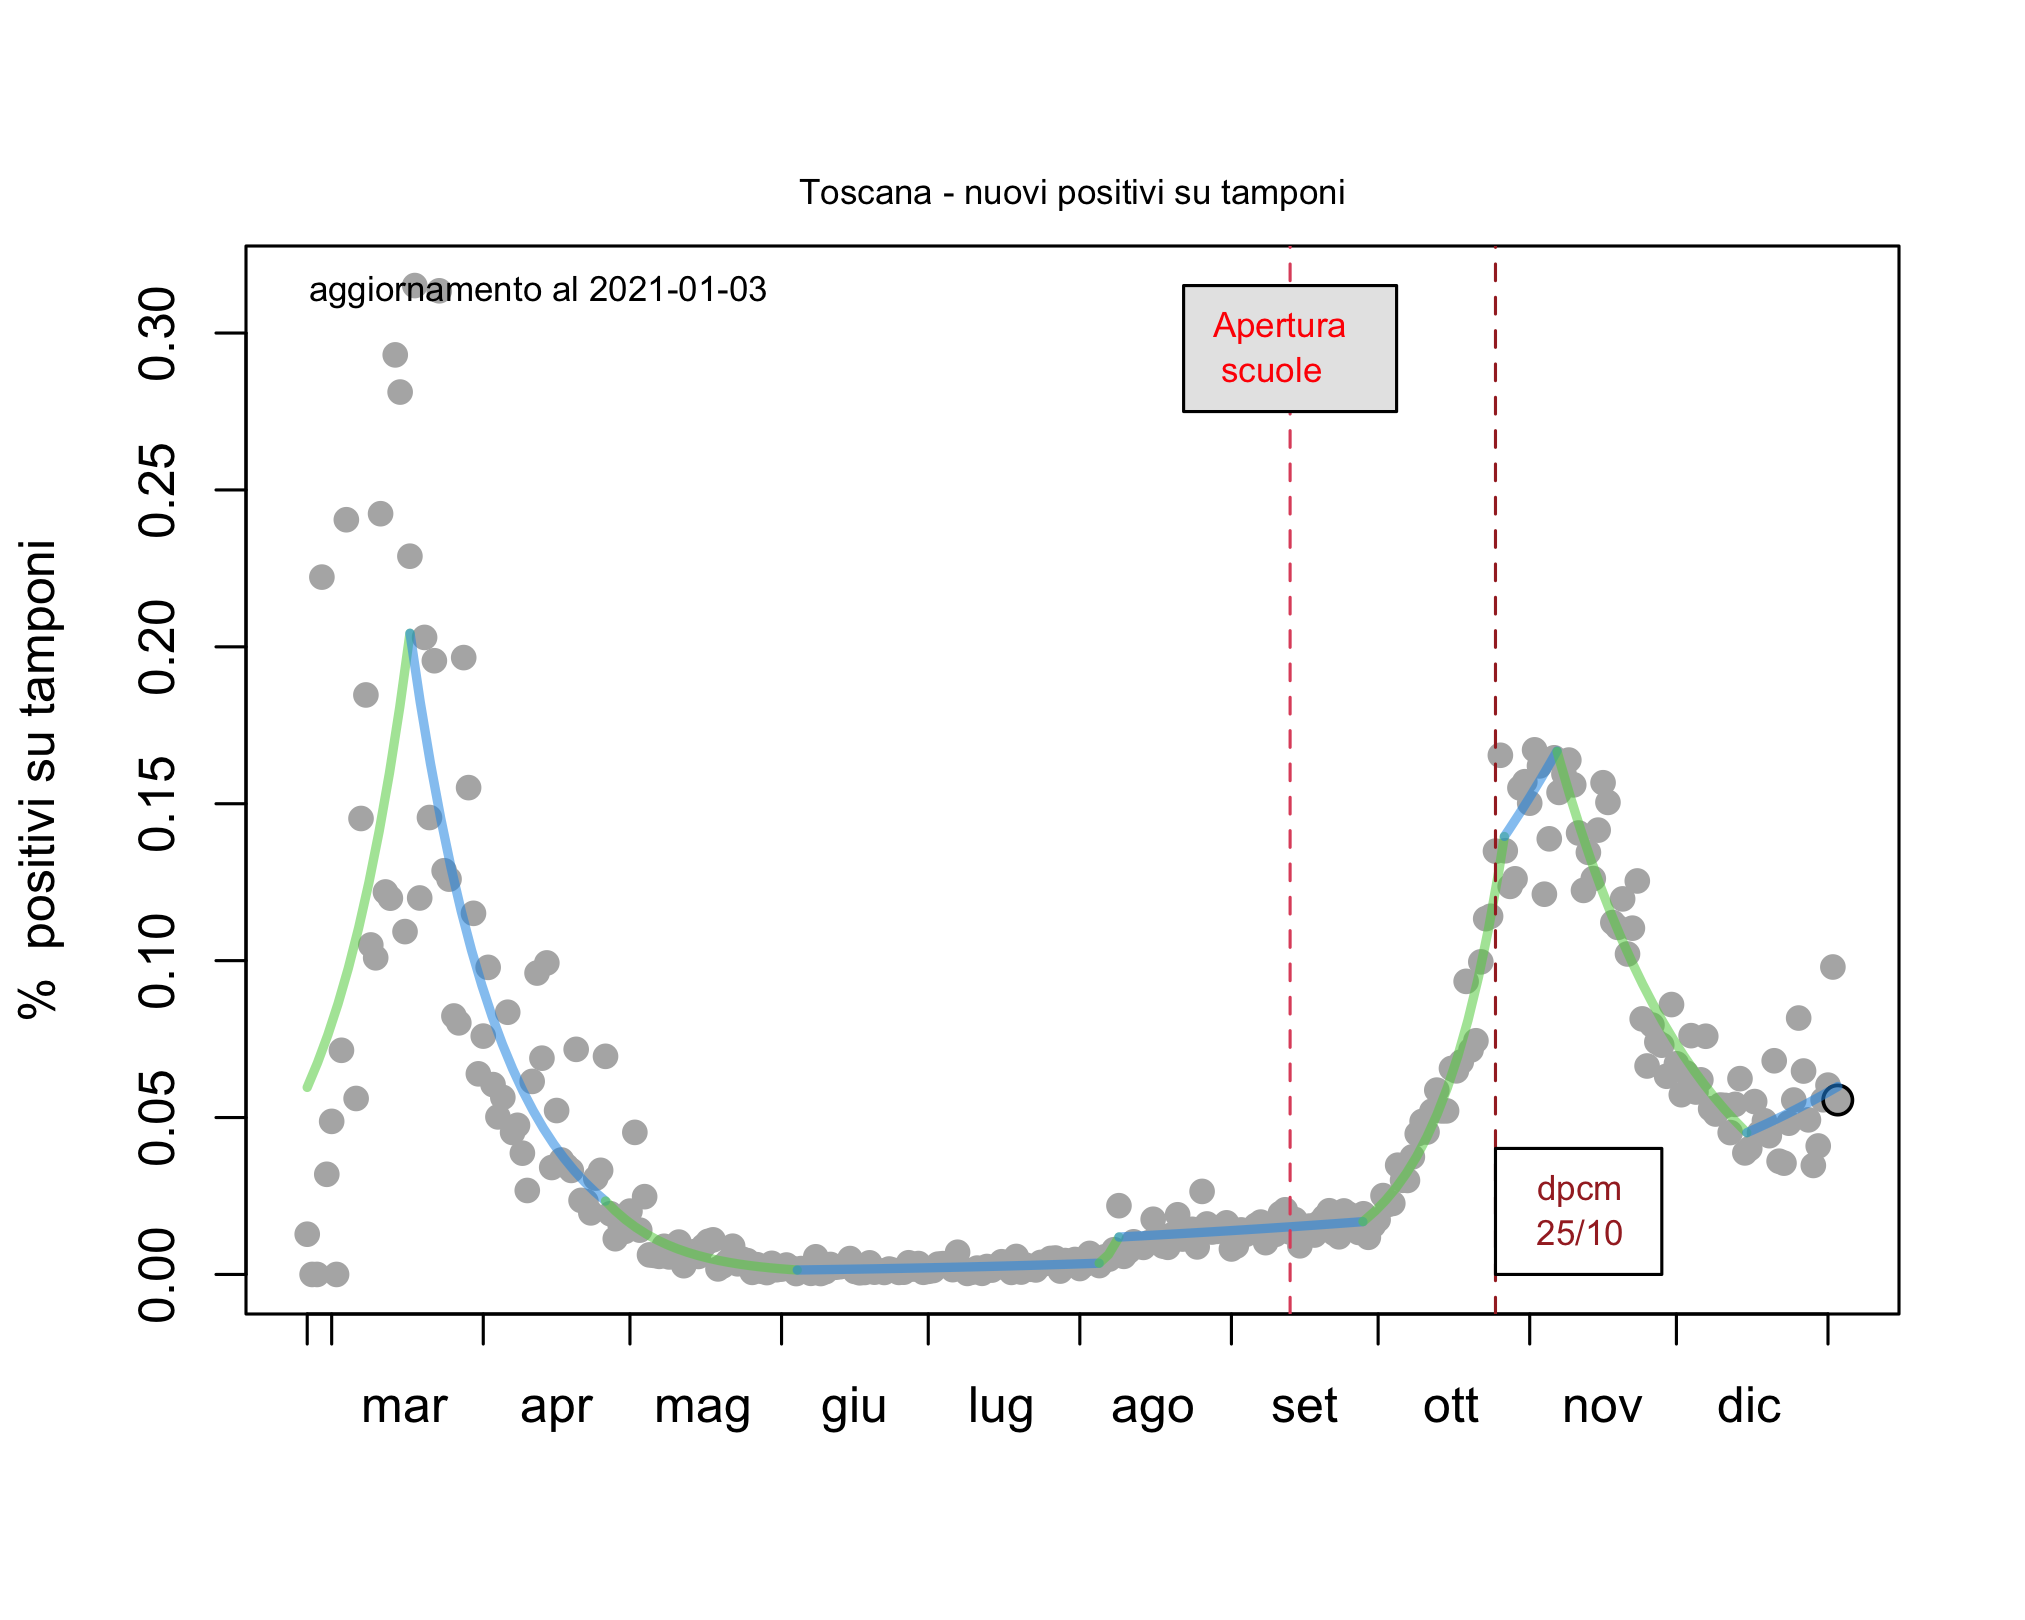 Toscana - nuovi positivi su tamponi
aggiornamento al 2021-01-03
Apertura
scuole
dpcm
25/10
% positivi su tamponi
0.30
0.25
0.20
0.15
0.10
0.05
0.00
mar apr mag giu lug ago set ott nov dic